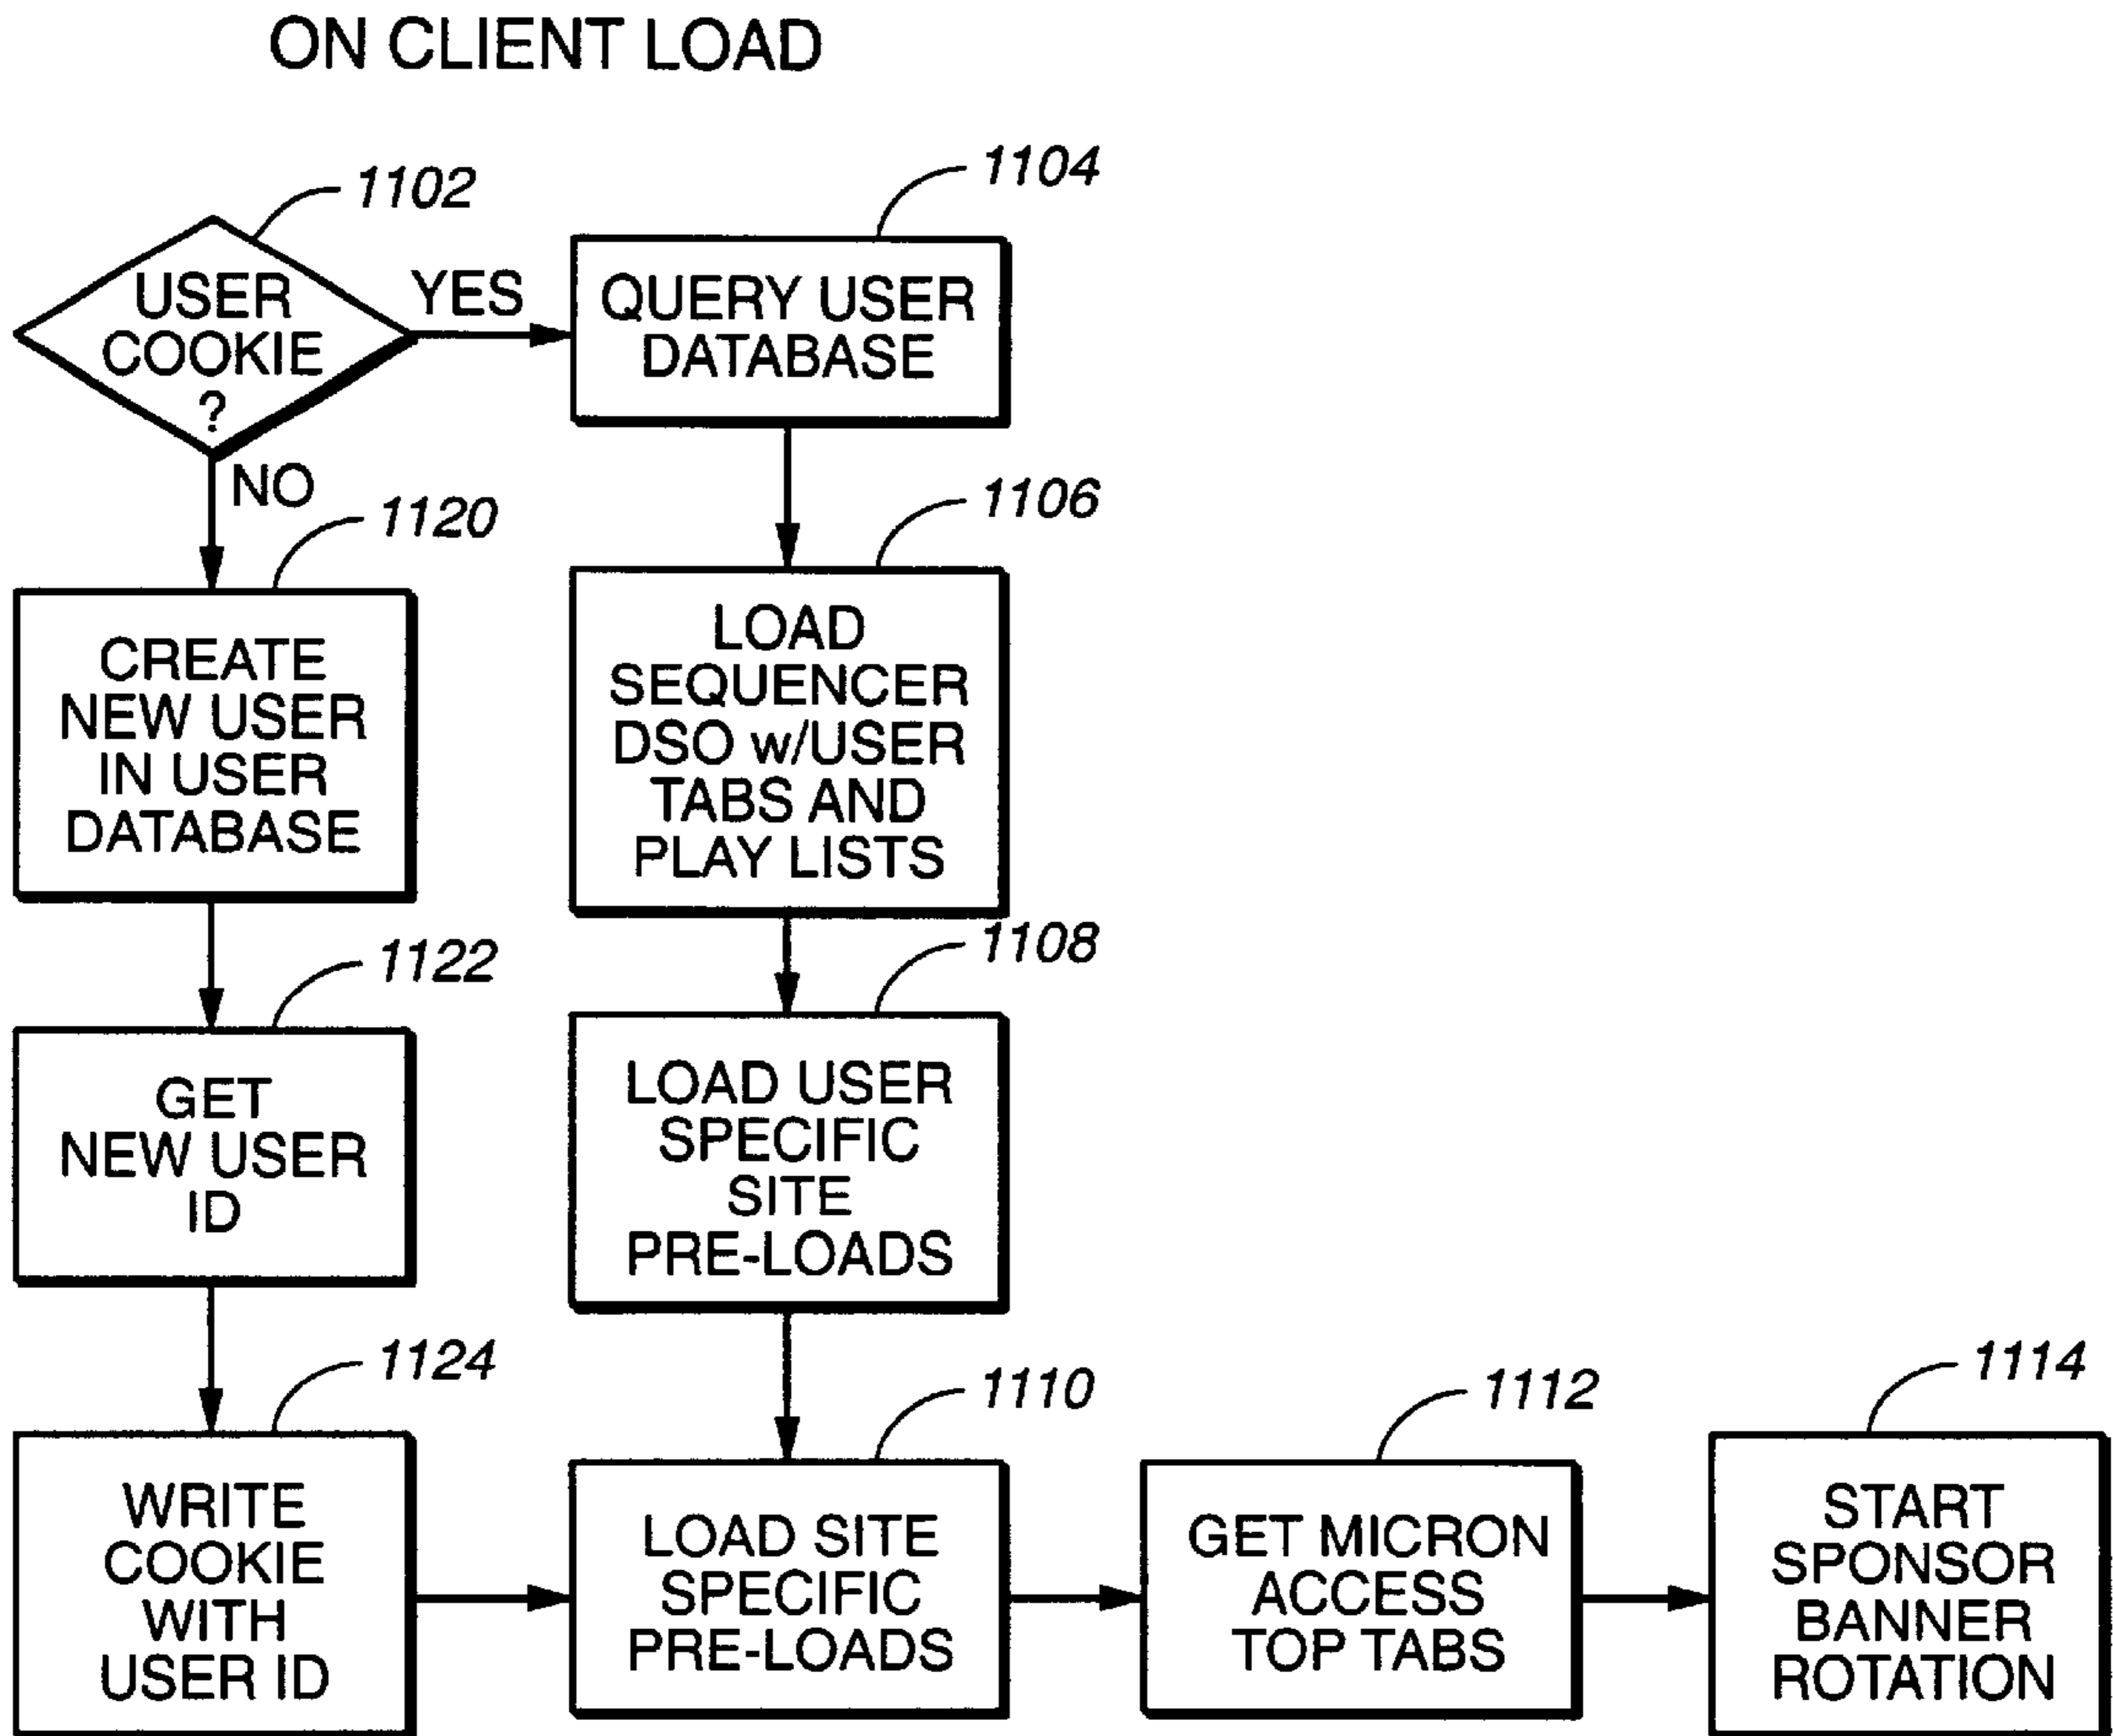 ON CLIENT LOAD
1102
USER
COOKIE
?
YES
NO
1104
QUERY USER
DATABASE
1106
LOAD
SEQUENCER
DSO w/USER
TABS AND
PLAY LISTS
1108
LOAD USER
SPECIFIC
SITE
PRE-LOADS
1120
CREATE
NEW USER
IN USER
DATABASE
1122
GET
NEW USER
ID
1124
WRITE
COOKIE
WITH
USER ID
1110
LOAD SITE
SPECIFIC
PRE-LOADS
1112
GET MICRON
ACCESS
TOP TABS
1114
START
SPONSOR
BANNER
ROTATION